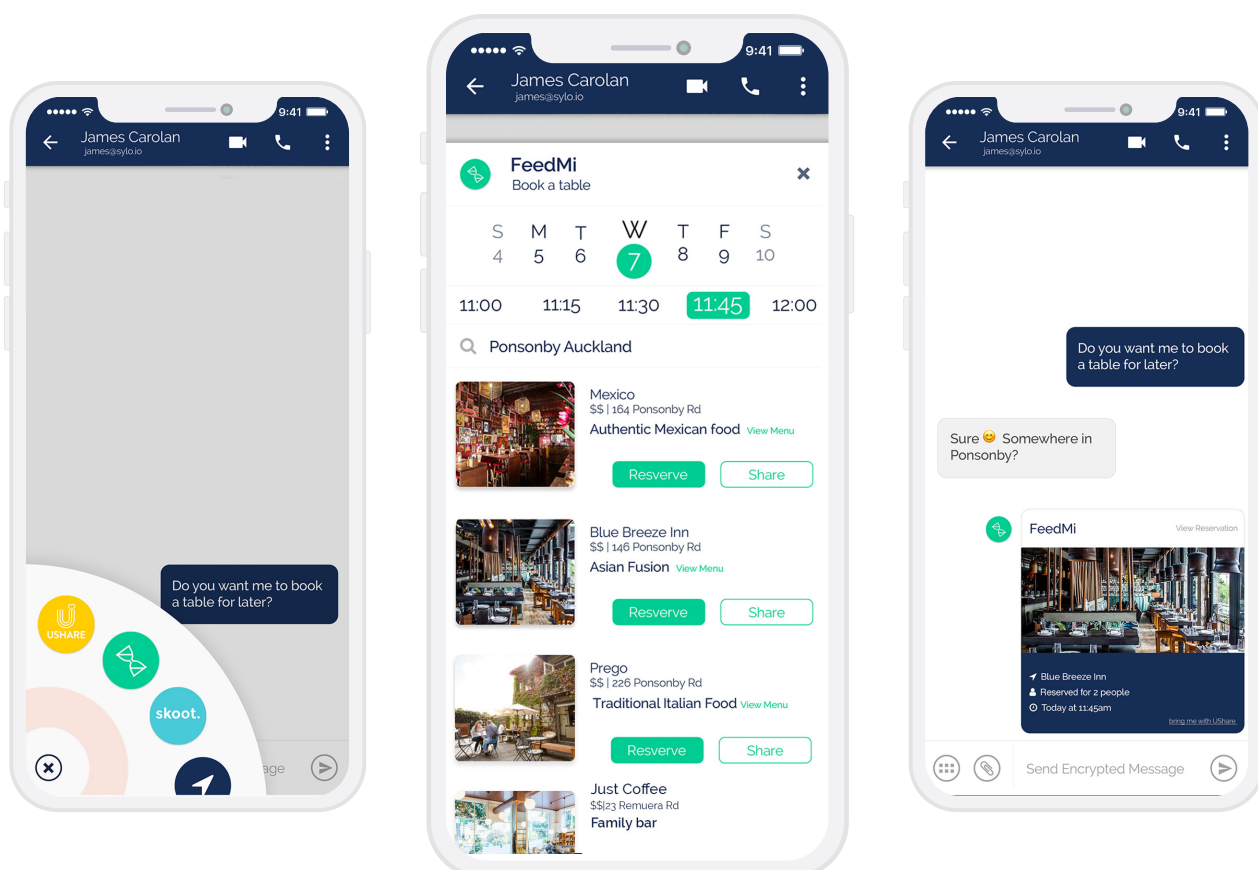 9:41
James Carolan
james@sylo.io
Do you want me to book
a table for later?
USHARE
skoot.
age
9:41
James Carolan
james@sylo.io
FeedMi
Book a table
S M T W T F S
4 5 6 7 8 9 10
11:00 11:15 11:30 11:45 12:00
Ponsonby Auckland
Mexico
$$ | 164 Ponsonby Rd
Authentic Mexican food View Menu
Resverve Share
Blue Breeze Inn
$$ | 146 Ponsonby Rd
Asian Fusion View Menu
Resverve Share
Prego
$$ | 226 Ponsonby Rd
Traditional Italian Food View Menu
Resverve Share
Just Coffee
$$|23 Remuera Rd
Family bar
9:41
James Carolan
james@sylo.io
Do you want me to book
a table for later?
Sure 😊 Somewhere in
Ponsonby?
FeedMi View Reservation
Blue Breeze Inn
Reserved for 2 people
Today at 11:45am
bring me with UShare
Send Encrypted Message